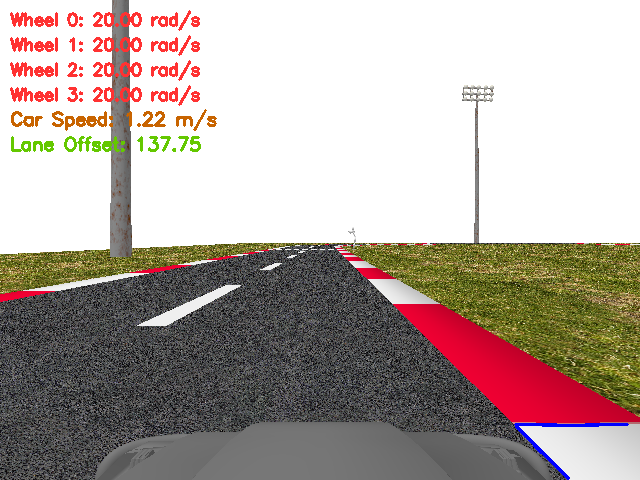 Wheel 0: 20.00 rad/s
Wheel 1: 20.00 rad/s
Wheel 2: 20.00 rad/s
Wheel 3: 20.00 rad/s
Car Speed: 1.22 m/s
Lane Offset: 137.75